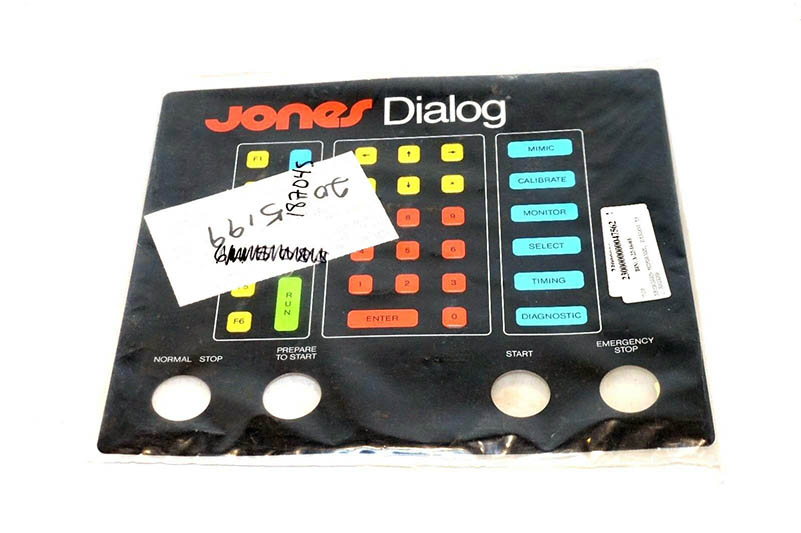 Jones Dialog
F1
← ↑ →
MIMIC
↓
CALIBRATE
8 9
MONITOR
187045
205199
5 6
SELECT
1 2 3
TIMING
RUN
F6
ENTER 0
DIAGNOSTIC
NORMAL STOP
PREPARE
TO START
START
EMERGENCY
STOP